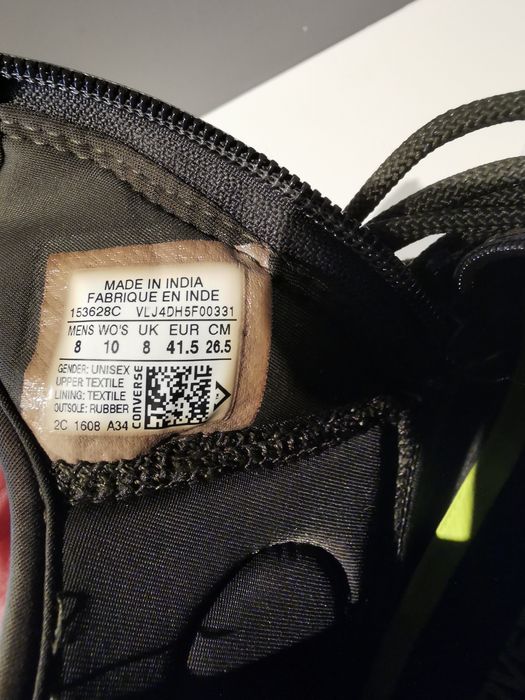 MADE IN INDIA
FABRIQUE EN INDE
153628C VLJ4DH5F00331
MENS WO'S UK EUR CM
8 10 8 41.5 26.5
GENDER: UNISEX
UPPER: TEXTILE
LINING: TEXTILE
OUTSOLE: RUBBER
2C 1608 A34
CONVERSE